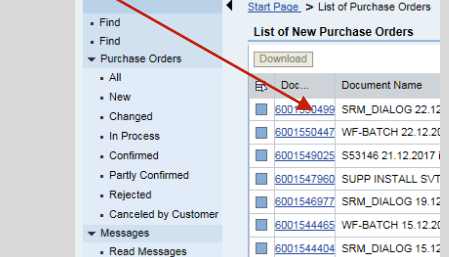 Start Page > List of Purchase Orders
Find
Find
Purchase Orders
All
New
Changed
In Process
Confirmed
Partly Confirmed
Rejected
Canceled by Customer
Messages
Read Messages
List of New Purchase Orders
Download
Doc... Document Name
6001550499 SRM_DIALOG 22.12
6001550447 WF-BATCH 22.12.20
6001549025 S53146 21.12.2017
6001547960 SUPP INSTALL SVT
6001546977 SRM_DIALOG 19.12
6001544465 WF-BATCH 15.12.20
6001544404 SRM_DIALOG 15.12